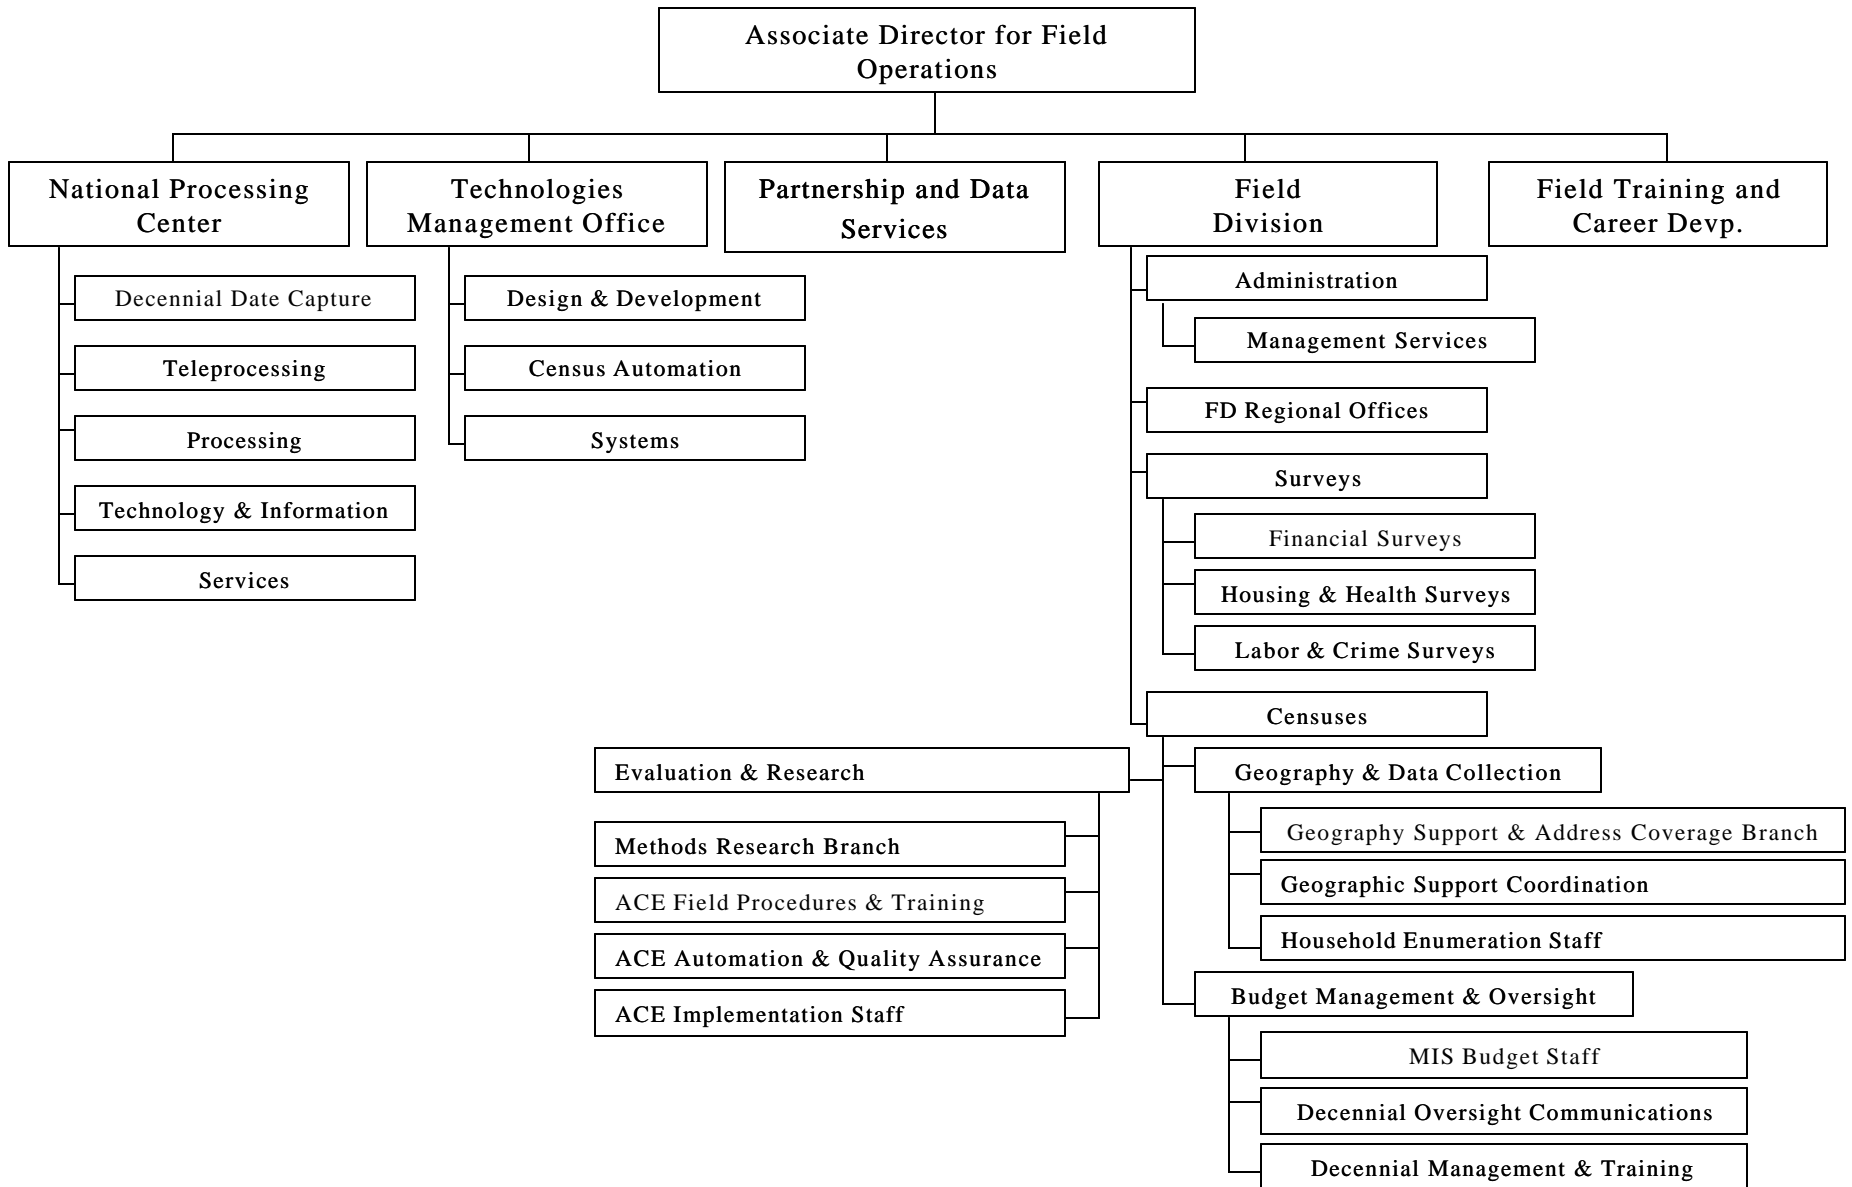 Associate Director for Field
Operations
National Processing
Center
Technologies
Management Office
Partnership and Data
Services
Field
Division
Field Training and
Career Devp.
Decennial Date Capture
Teleprocessing
Processing
Technology & Information
Services
Design & Development
Census Automation
Systems
Administration
Management Services
FD Regional Offices
Surveys
Financial Surveys
Housing & Health Surveys
Labor & Crime Surveys
Censuses
Evaluation & Research
Methods Research Branch
ACE Field Procedures & Training
ACE Automation & Quality Assurance
ACE Implementation Staff
Geography & Data Collection
Geography Support & Address Coverage Branch
Geographic Support Coordination
Household Enumeration Staff
Budget Management & Oversight
MIS Budget Staff
Decennial Oversight Communications
Decennial Management & Training